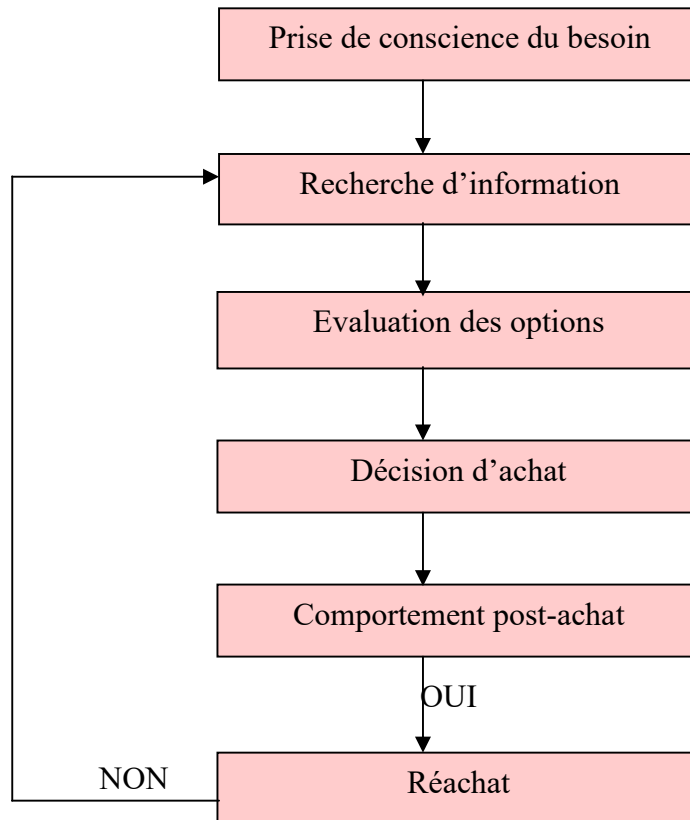 Prise de conscience du besoin
Recherche d’information
Evaluation des options
Décision d’achat
Comportement post-achat
OUI
NON
Réachat